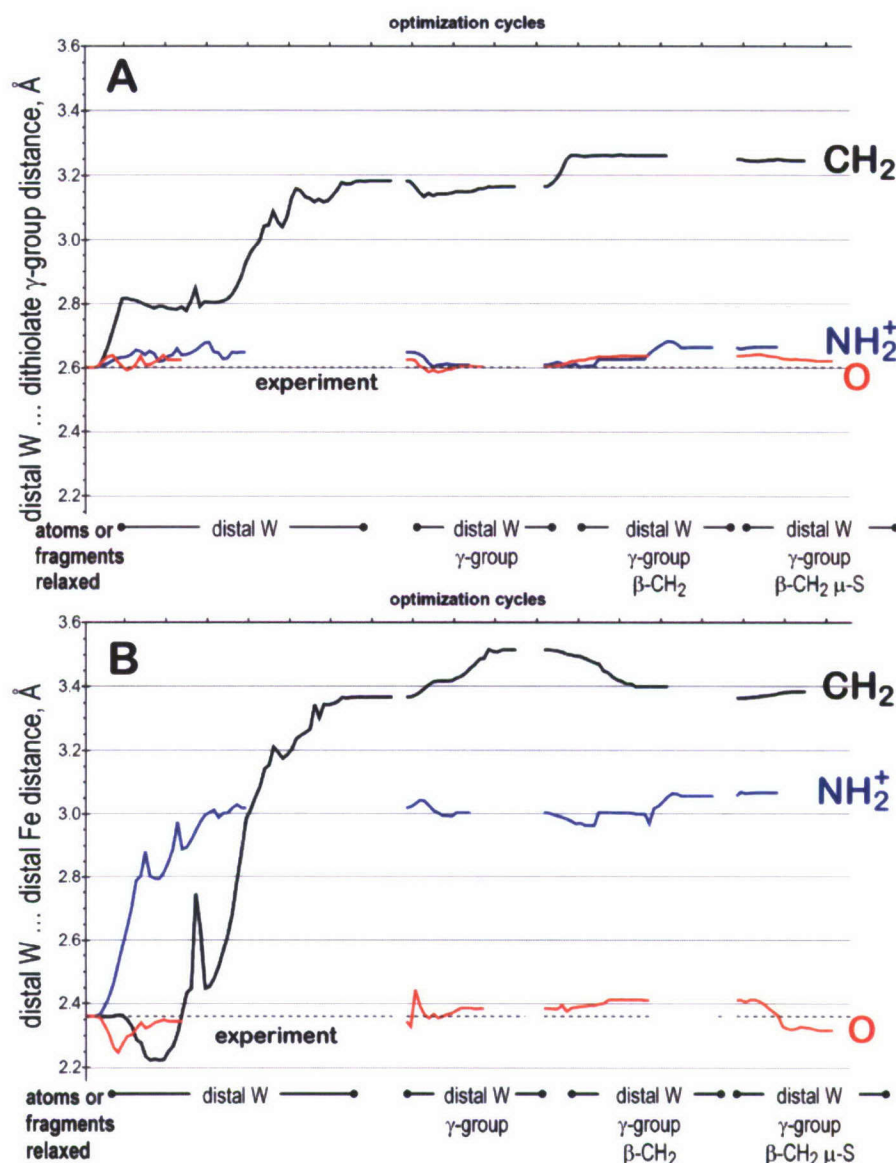 optimization cycles
A
distal W ... dithiolate γ-group distance, Å
3.6
3.4
3.2
3.0
2.8
2.6
2.4
2.2
CH2
NH2+
O
experiment
atoms or
fragments
relaxed
distal W
distal W
γ-group
distal W
γ-group
β-CH2
distal W
γ-group
β-CH2 μ-S
optimization cycles
B
distal W ... distal Fe distance, Å
3.6
3.4
3.2
3.0
2.8
2.6
2.4
2.2
CH2
NH2+
O
experiment
atoms or
fragments
relaxed
distal W
distal W
γ-group
distal W
γ-group
β-CH2
distal W
γ-group
β-CH2 μ-S